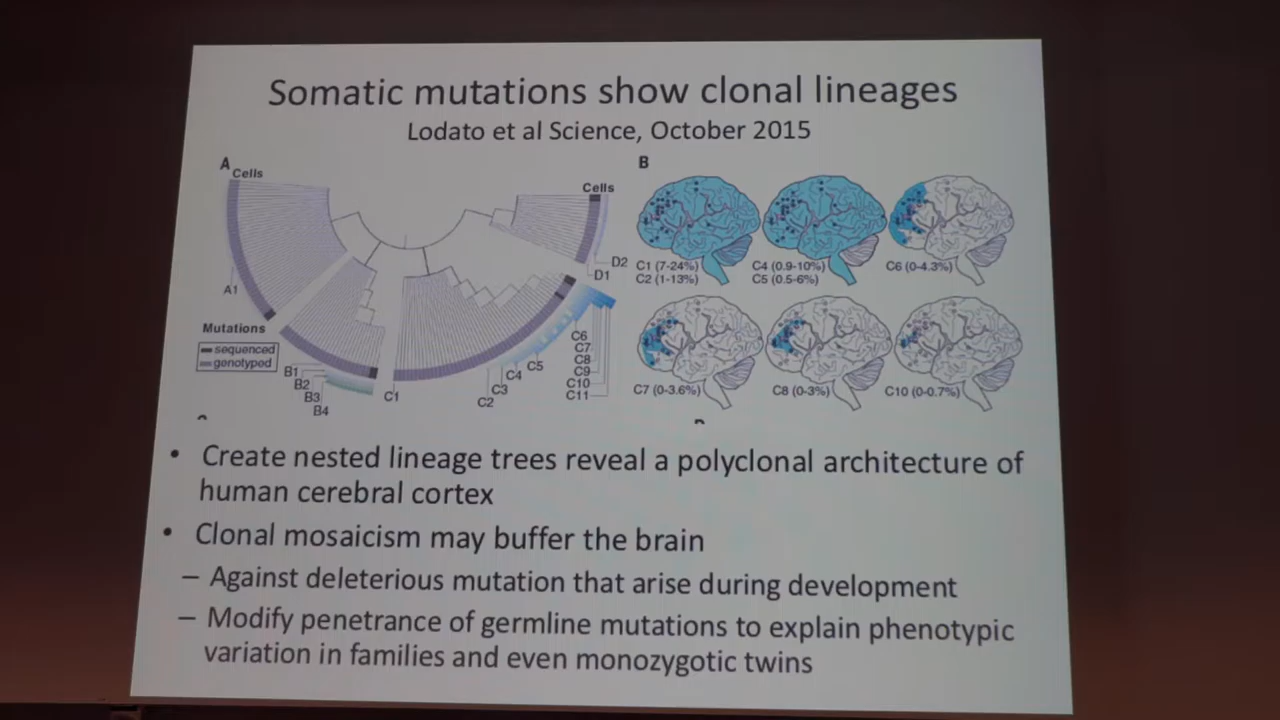 Somatic mutations show clonal lineages
Lodato et al Science, October 2015
A
Cells
Cells
D2
D1
A1
Mutations
sequenced
genotyped
B1
B2
B3
B4
C1
C2
C3
C4
C5
C6
C7
C8
C9
C10
C11
B
C1 (7-24%)
C2 (1-13%)
C4 (0.9-10%)
C5 (0.5-6%)
C6 (0-4.3%)
C7 (0-3.6%)
C8 (0-3%)
C10 (0-0.7%)
• Create nested lineage trees reveal a polyclonal architecture of
human cerebral cortex
• Clonal mosaicism may buffer the brain
– Against deleterious mutation that arise during development
– Modify penetrance of germline mutations to explain phenotypic
variation in families and even monozygotic twins